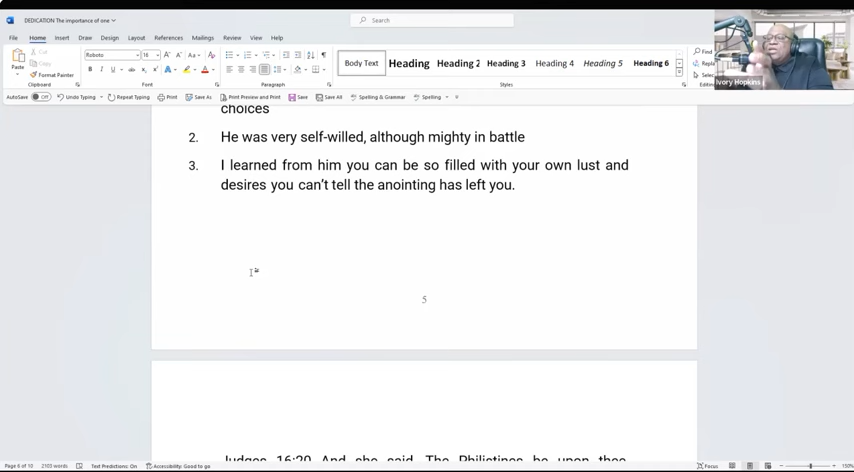 DEDICATION The importance of one
Search
File Home Insert Draw Design Layout References Mailings Review View Help
Paste
Cut
Copy
Format Painter
Clipboard
Roboto 16
Font
Paragraph
Body Text Heading Heading 2 Heading 3 Heading 4 Heading 5 Heading 6
Styles
Find
Ivory Hopkins
AutoSave Off Undo Typing Repeat Typing Print Save As Print Preview and Print Save Save All Spelling & Grammar Spelling
choices
2. He was very self-willed, although mighty in battle
3. I learned from him you can be so filled with your own lust and
desires you can't tell the anointing has left you.
5
Judges 16:20 And she said, The Philistines be upon thee,
Page 6 of 10 2103 words Text Predictions: On Accessibility: Good to go Focus 150%